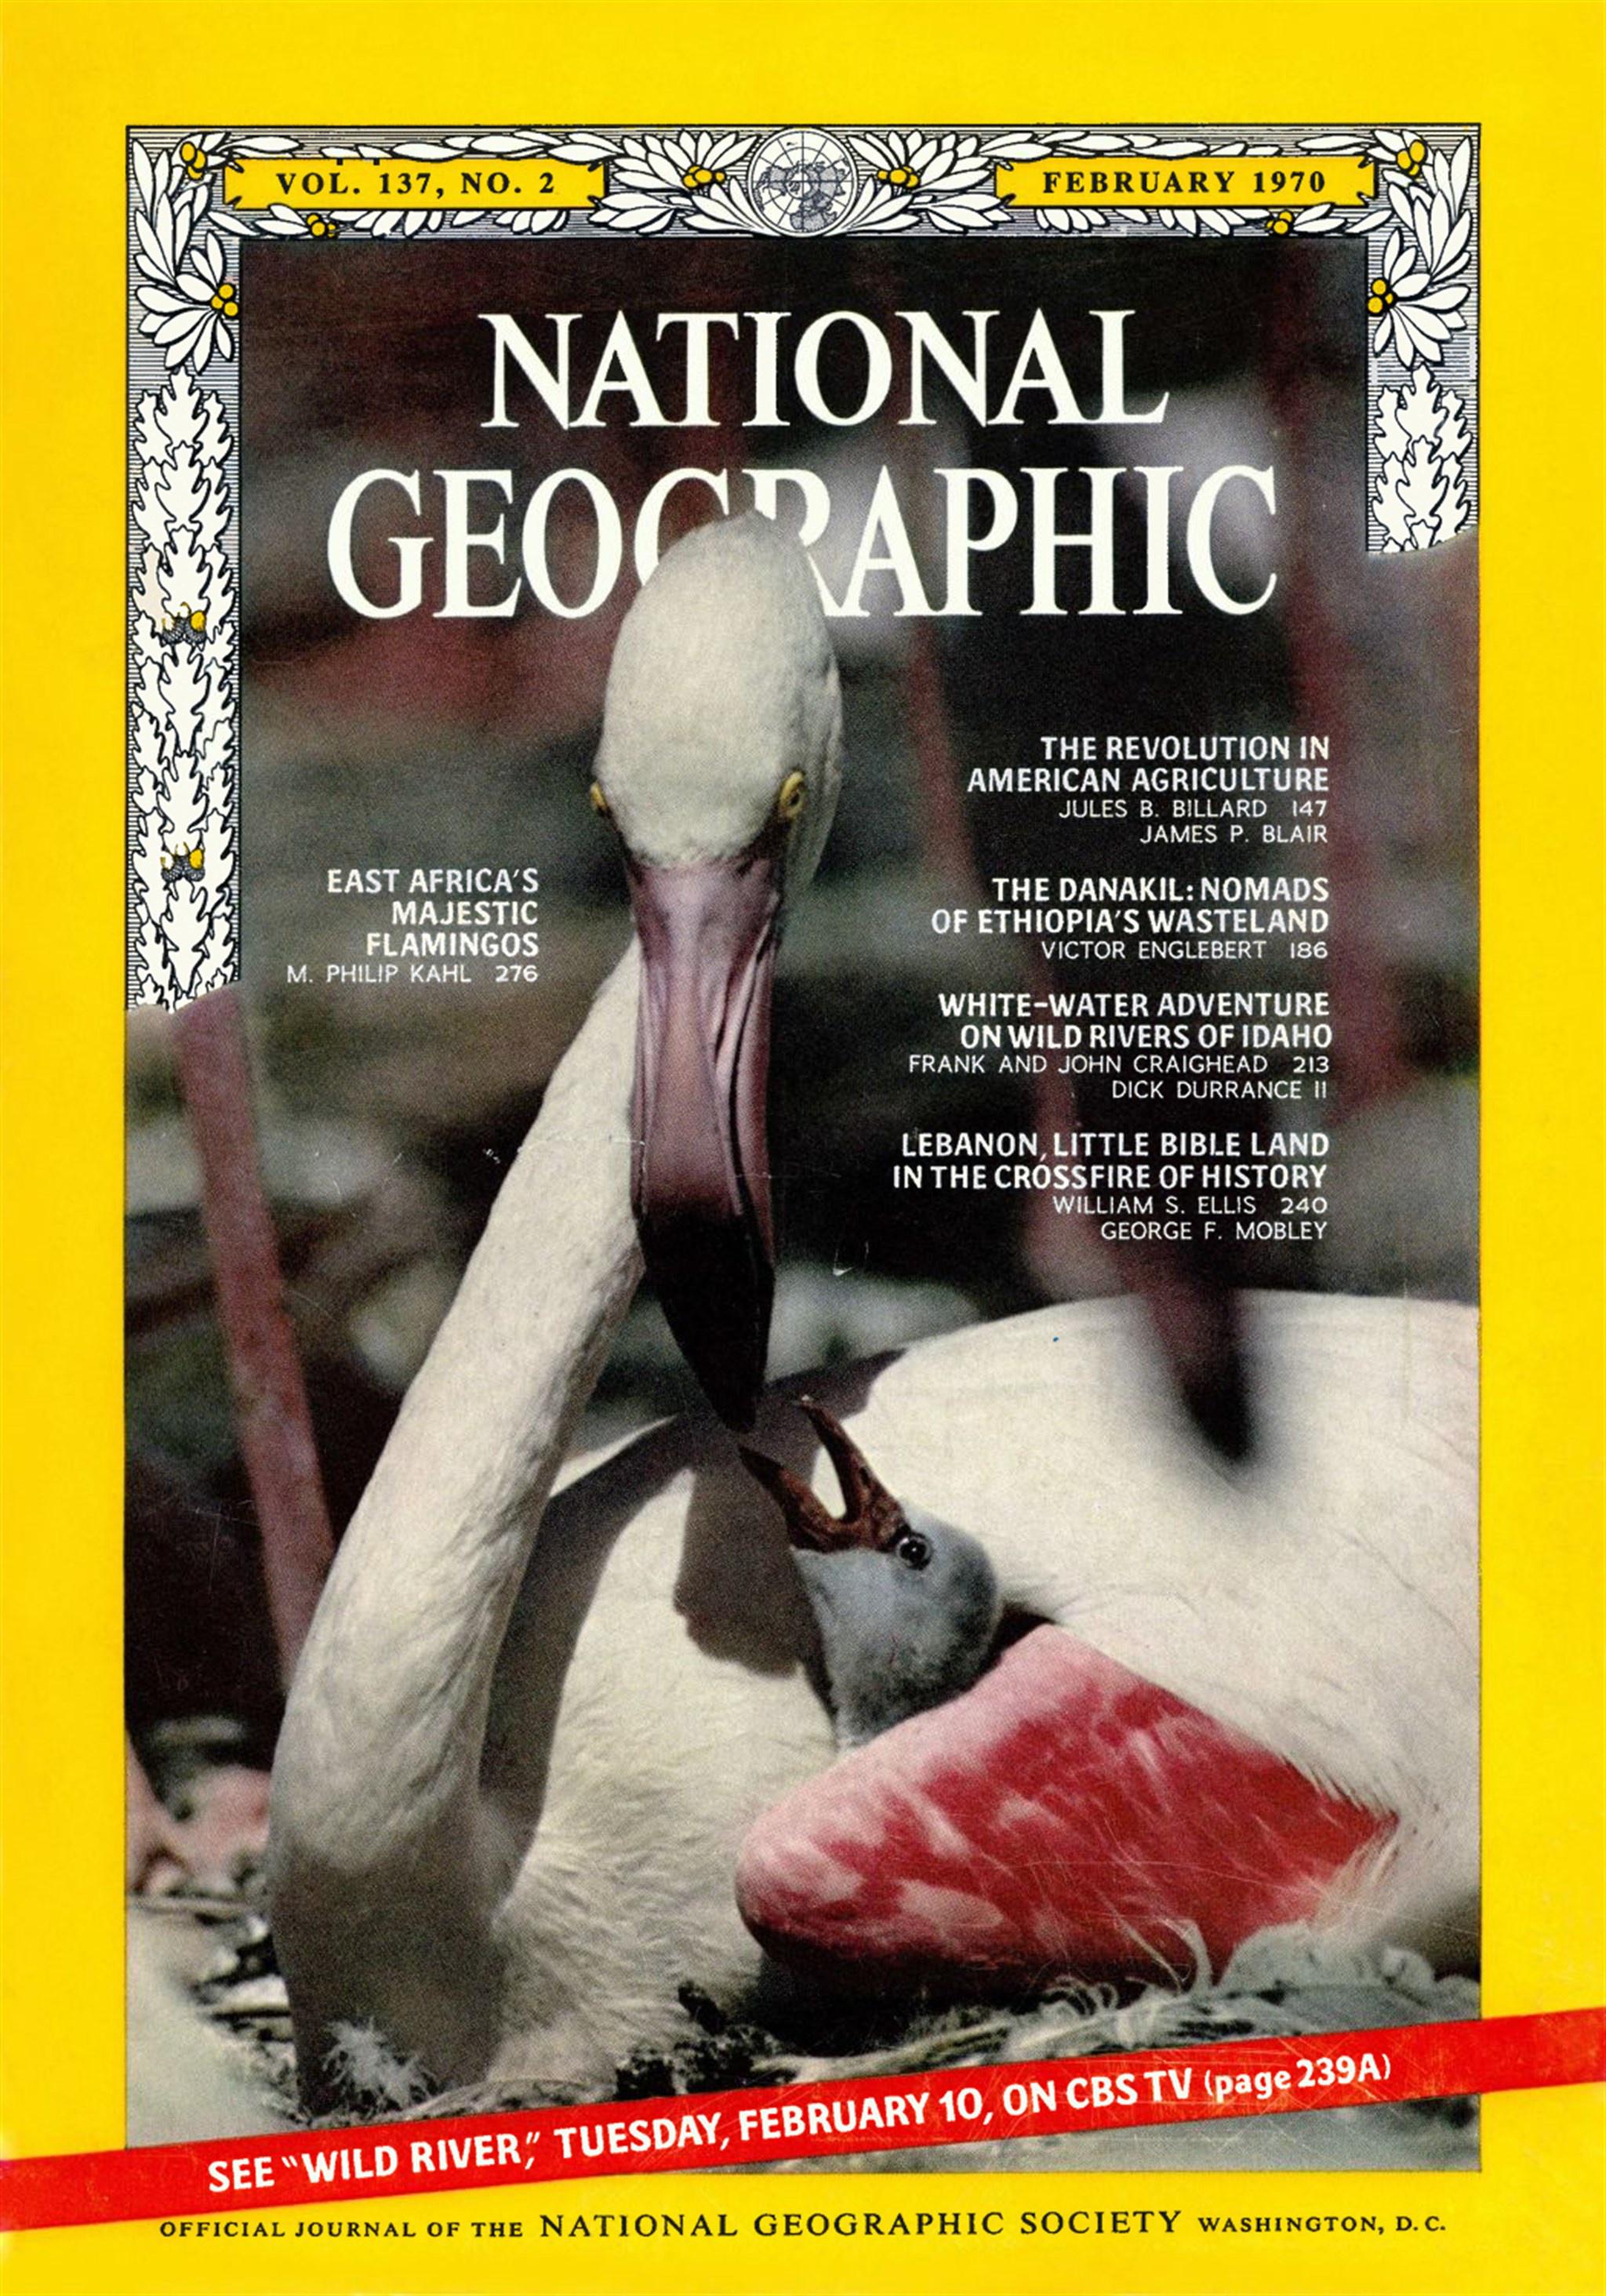 VOL. 137, NO. 2
FEBRUARY 1970
NATIONAL
GEOGRAPHIC
EAST AFRICA'S
MAJESTIC
FLAMINGOS
M. PHILIP KAHL 276
THE REVOLUTION IN
AMERICAN AGRICULTURE
JULES B. BILLARD 147
JAMES P. BLAIR
THE DANAKIL: NOMADS
OF ETHIOPIA'S WASTELAND
VICTOR ENGLEBERT 186
WHITE-WATER ADVENTURE
ON WILD RIVERS OF IDAHO
FRANK AND JOHN CRAIGHEAD 213
DICK DURRANCE II
LEBANON, LITTLE BIBLE LAND
IN THE CROSSFIRE OF HISTORY
WILLIAM S. ELLIS 240
GEORGE F. MOBLEY
SEE "WILD RIVER," TUESDAY, FEBRUARY 10, ON CBS TV (page 239A)
OFFICIAL JOURNAL OF THE NATIONAL GEOGRAPHIC SOCIETY WASHINGTON, D.C.